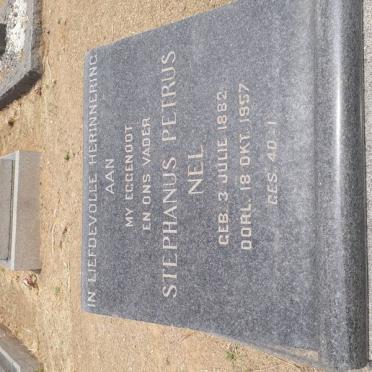 IN LIEFDEVOLLE HERINNERING
AAN
MY EGGENOOT
EN ONS VADER
STEPHANUS PETRUS
NEL
GEB. 3 JULIE 1882.
OORL. 18 OKT. 1957
GES. 40-1